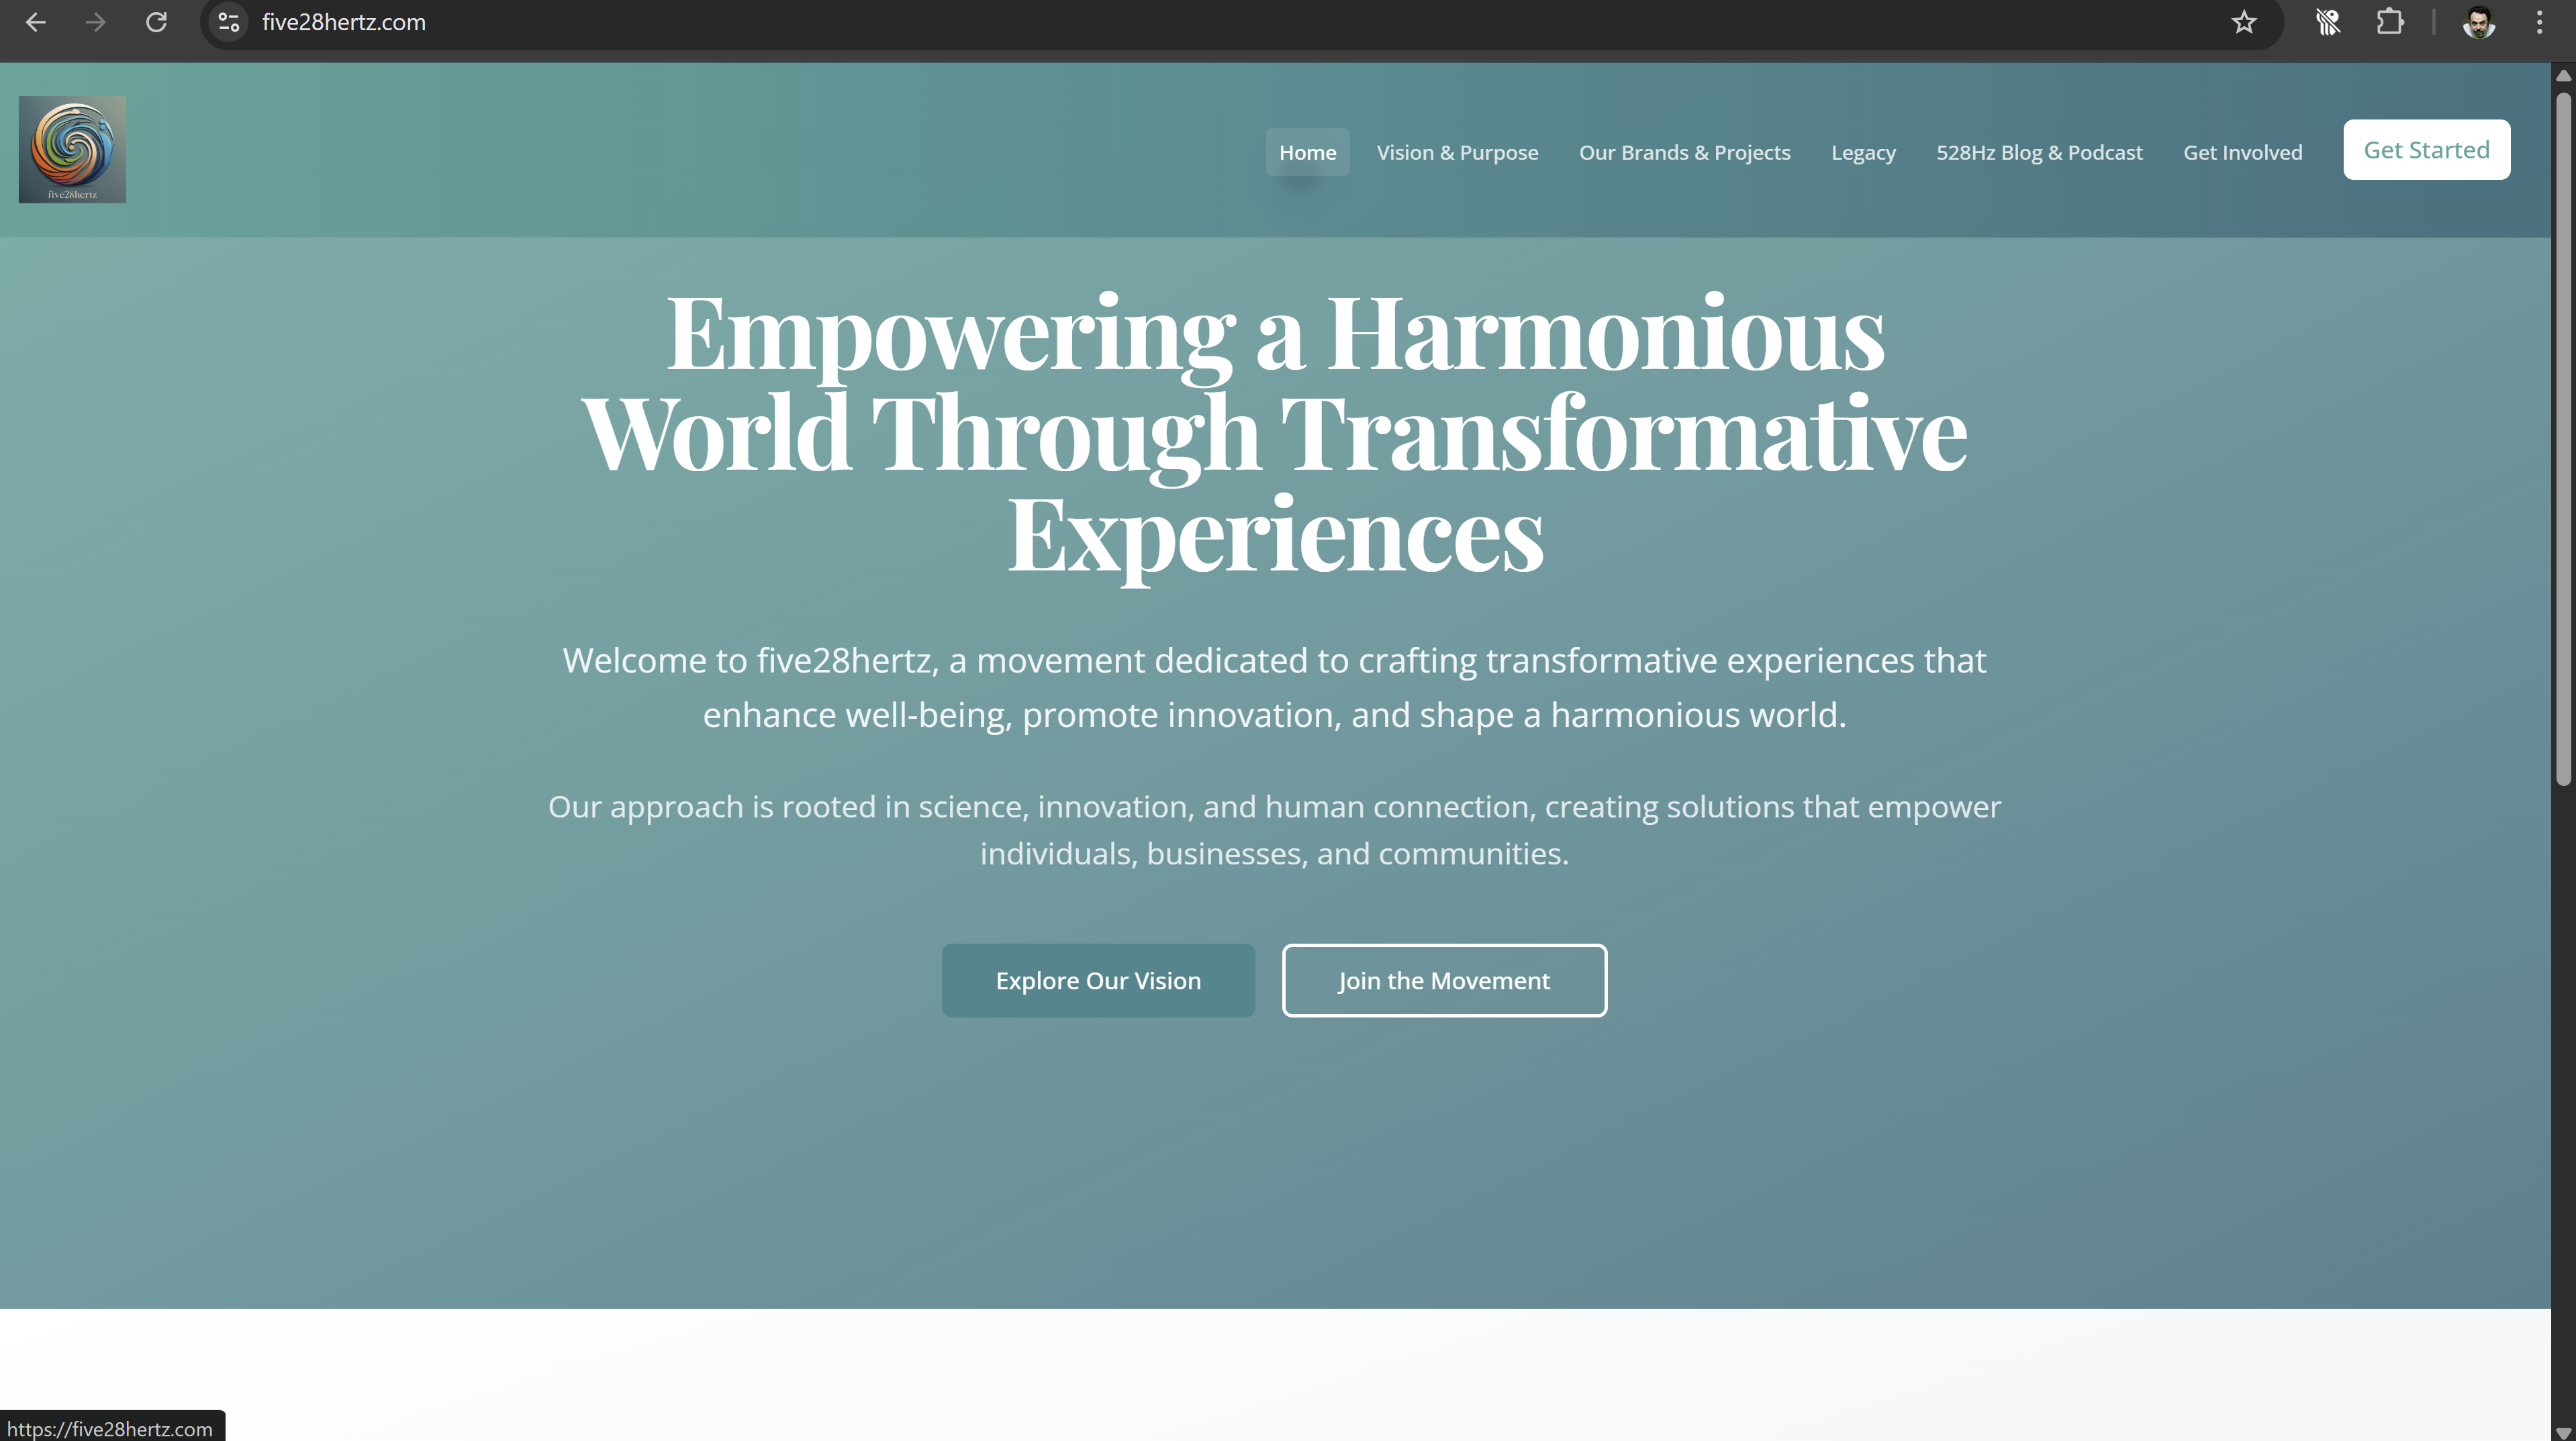 five28hertz.com
five28hertz
Home
Vision & Purpose
Our Brands & Projects
Legacy
528Hz Blog & Podcast
Get Involved
Get Started
Empowering a Harmonious
World Through Transformative
Experiences
Welcome to five28hertz, a movement dedicated to crafting transformative experiences that
enhance well-being, promote innovation, and shape a harmonious world.
Our approach is rooted in science, innovation, and human connection, creating solutions that empower
individuals, businesses, and communities.
Explore Our Vision
Join the Movement
https://five28hertz.com